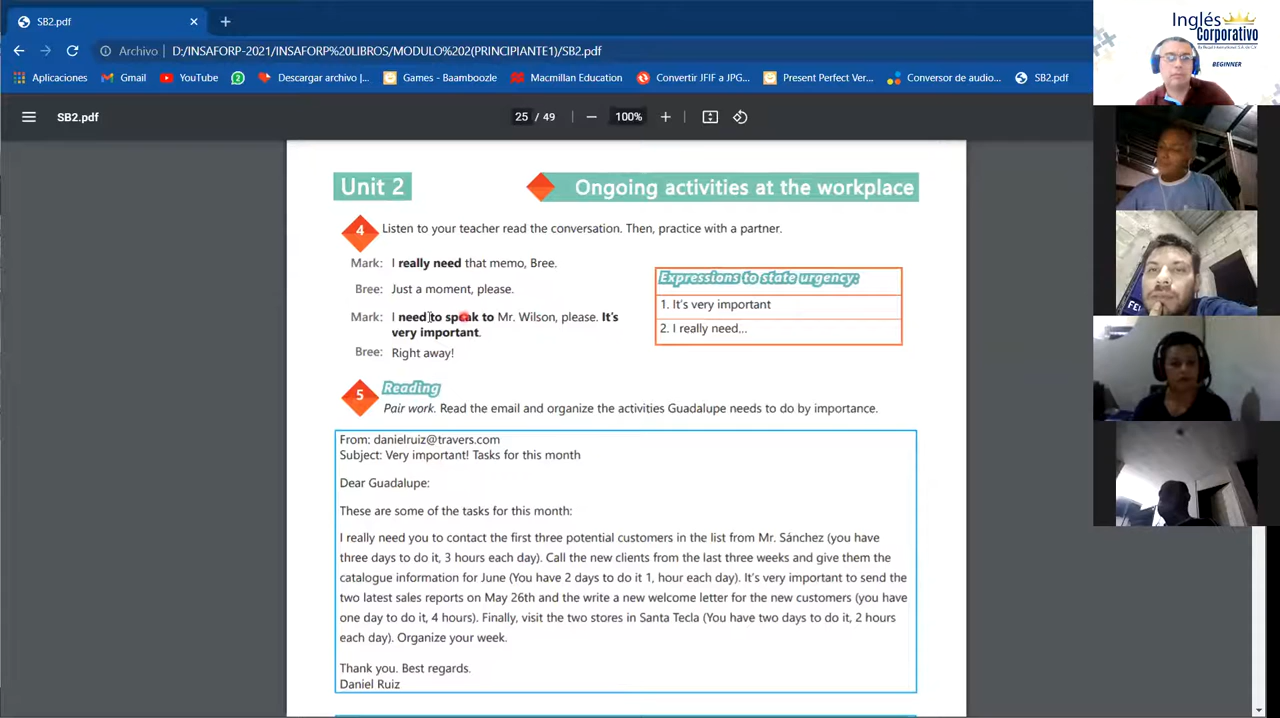 SB2.pdf
Archivo
D:/INSAFORP-2021/INSAFORP%20LIBROS/MODULO%202(PRINCIPIANTE1)/SB2.pdf
Aplicaciones
Gmail
YouTube
Descargar archivo |...
Games - Baamboozle
Macmillan Education
Convertir JFIF a JPG...
Present Perfect Ver...
Conversor de audio...
SB2.pdf
SB2.pdf
25 / 49
100%
Inglés
Corporativo
BEGINNER
Unit 2
Ongoing activities at the workplace
4 Listen to your teacher read the conversation. Then, practice with a partner.
Mark: I really need that memo, Bree.
Bree: Just a moment, please.
Mark: I need to speak to Mr. Wilson, please. It's
very important.
Bree: Right away!
Expressions to state urgency:
1. It's very important
2. I really need...
5 Reading
Pair work. Read the email and organize the activities Guadalupe needs to do by importance.
From: danielruiz@travers.com
Subject: Very important! Tasks for this month
Dear Guadalupe:
These are some of the tasks for this month:
I really need you to contact the first three potential customers in the list from Mr. Sánchez (you have
three days to do it, 3 hours each day). Call the new clients from the last three weeks and give them the
catalogue information for June (You have 2 days to do it 1, hour each day). It's very important to send the
two latest sales reports on May 26th and the write a new welcome letter for the new customers (you have
one day to do it, 4 hours). Finally, visit the two stores in Santa Tecla (You have two days to do it, 2 hours
each day). Organize your week.
Thank you. Best regards.
Daniel Ruiz